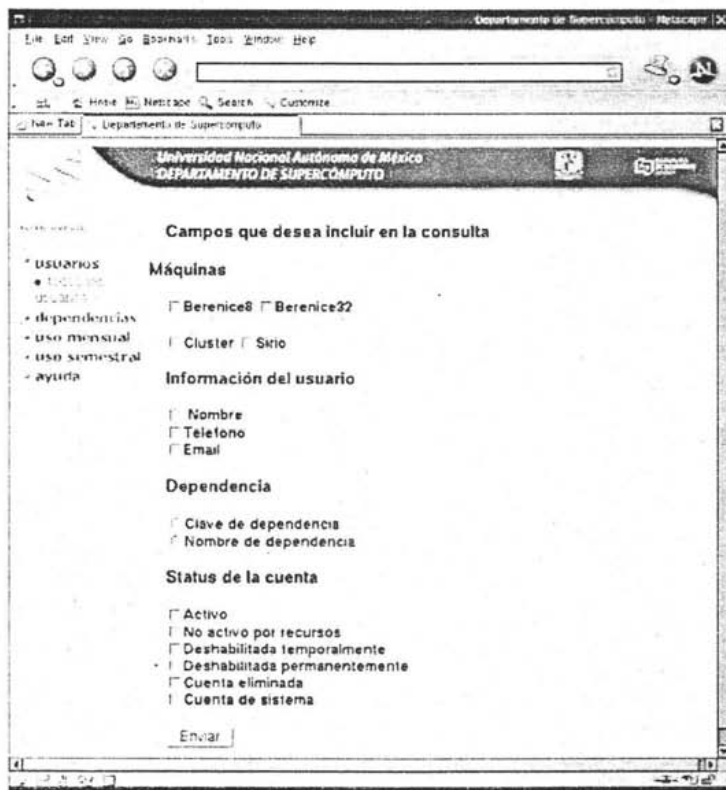 Departamento de Supercomputo - Netscape
File Edit View Go Bookmarks Tools Window Help
Home Netscape Search Customize
New Tab Departamento de Supercomputo
Universidad Nacional Autónoma de México
DEPARTAMENTO DE SUPERCÓMPUTO
Campos que desea incluir en la consulta
usuarios
Máquinas
usuarios
Berenice8 Berenice32
dependencias
uso mensual
Cluster Sirio
uso semestral
ayuda
Información del usuario
Nombre
Telefono
Email
Dependencia
Clave de dependencia
Nombre de dependencia
Status de la cuenta
Activo
No activo por recursos
Deshabilitada temporalmente
Deshabilitada permanentemente
Cuenta eliminada
Cuenta de sistema
Enviar